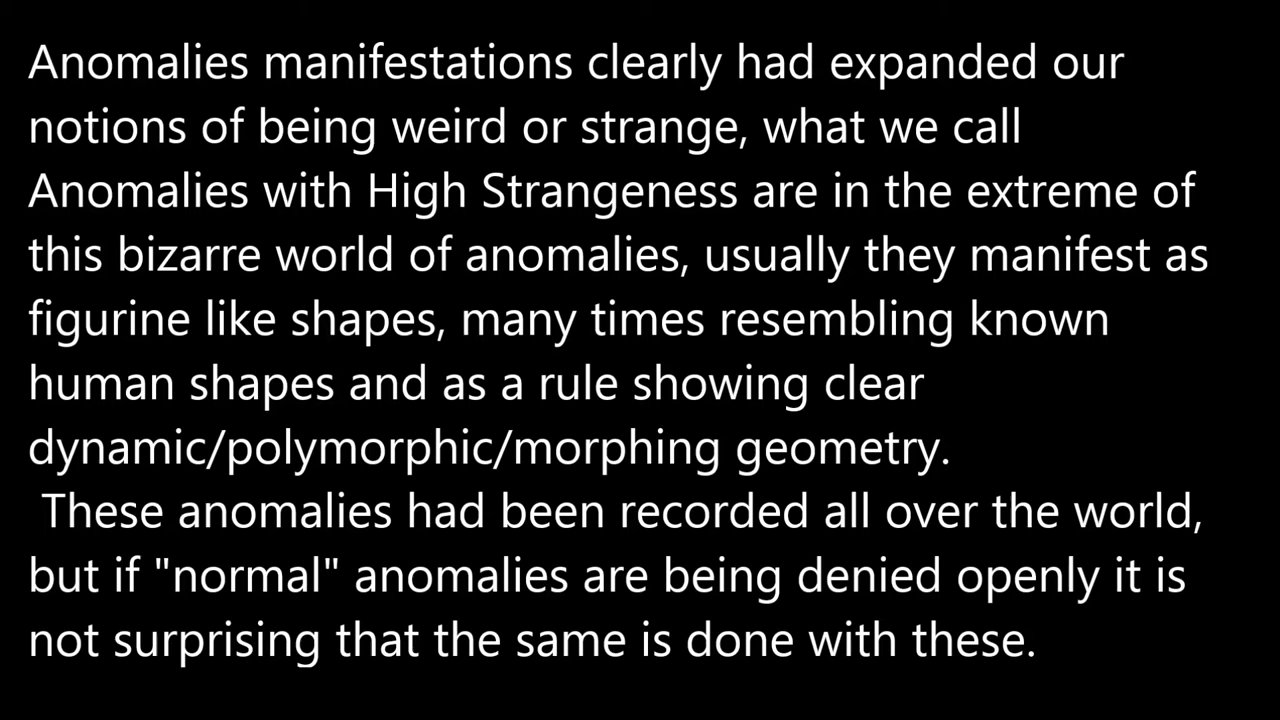 Anomalies manifestations clearly had expanded our
notions of being weird or strange, what we call
Anomalies with High Strangeness are in the extreme of
this bizarre world of anomalies, usually they manifest as
figurine like shapes, many times resembling known
human shapes and as a rule showing clear
dynamic/polymorphic/morphing geometry.
These anomalies had been recorded all over the world,
but if "normal" anomalies are being denied openly it is
not surprising that the same is done with these.